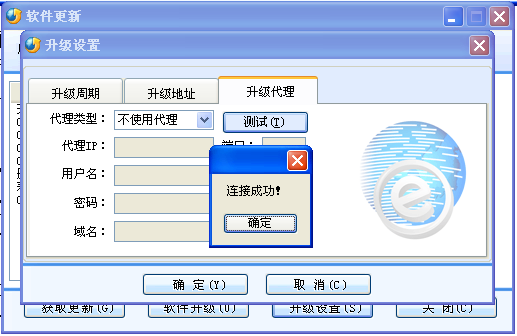 软件更新
升级设置
升级周期
升级地址
升级代理
代理类型：
不使用代理
测试(T)
代理IP：
端口：
用户名：
密码：
域名：
连接成功!
确定
确 定(Y)
取 消(C)
获取更新(G)
软件升级(U)
升级设置(S)
关 闭(C)